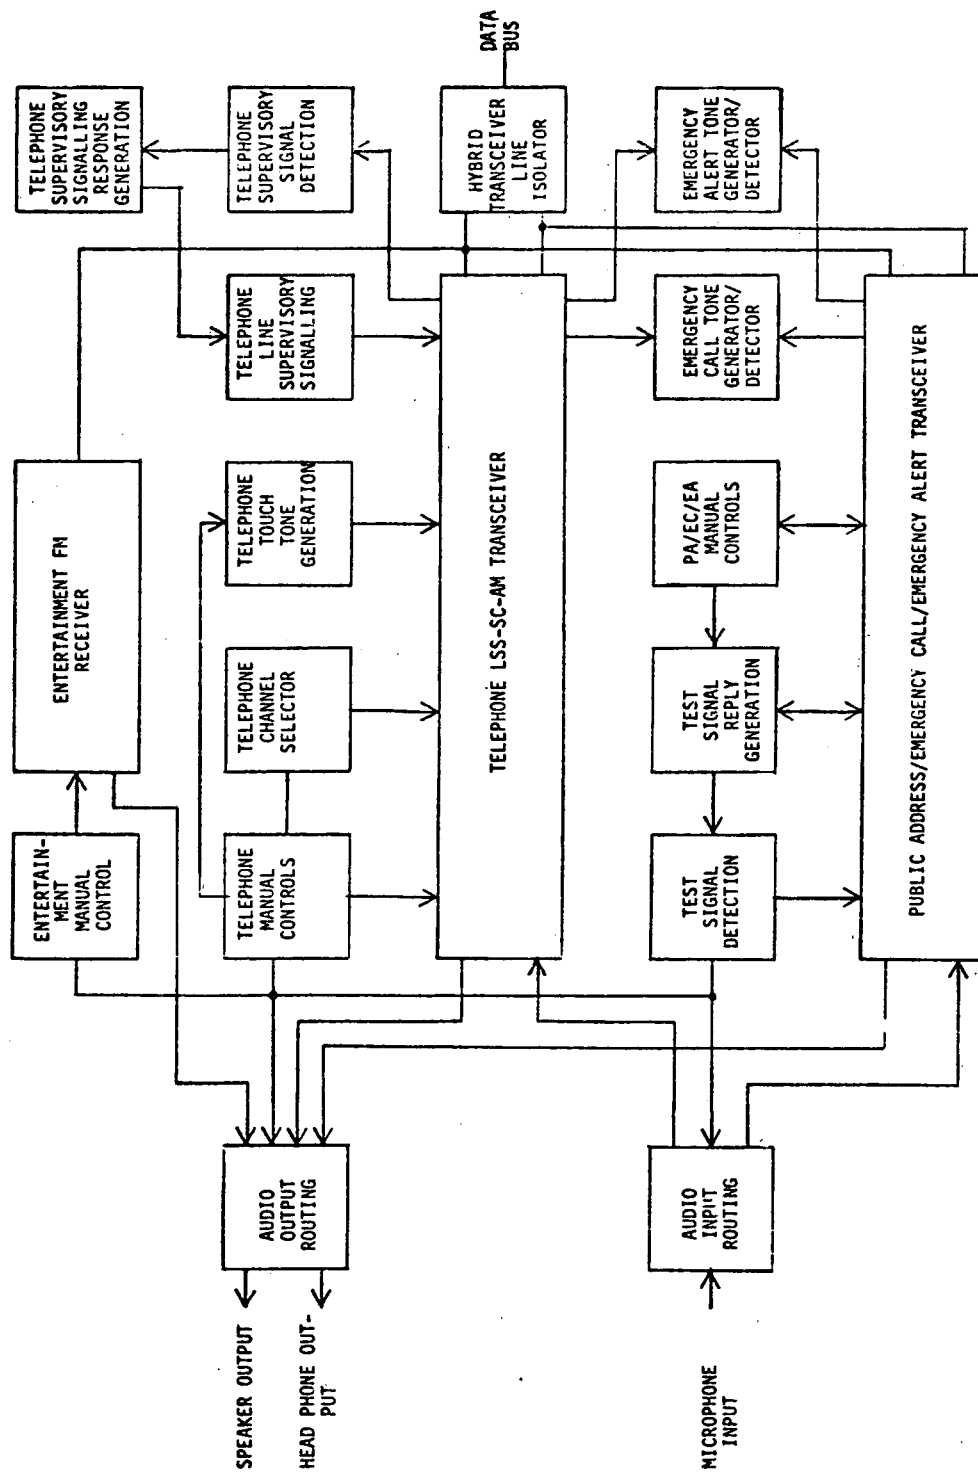 TELEPHONE
SUPERVISORY
SIGNALLING
RESPONSE
GENERATION
TELEPHONE
SUPERVISORY
SIGNAL
DETECTION
HYBRID
TRANSCEIVER
LINE
ISOLATOR
DATA
BUS
EMERGENCY
ALERT TONE
GENERATOR/
DETECTOR
TELEPHONE
LINE
SUPERVISORY
SIGNALLING
EMERGENCY
CALL TONE
GENERATOR/
DETECTOR
ENTERTAINMENT FM
RECEIVER
TELEPHONE
TOUCH
TONE
GENERATION
TELEPHONE LSS-SC-AM TRANSCEIVER
PA/EC/EA
MANUAL
CONTROLS
PUBLIC ADDRESS/EMERGENCY CALL/EMERGENCY ALERT TRANSCEIVER
TELEPHONE
CHANNEL
SELECTOR
TEST
SIGNAL
REPLY
GENERATION
ENTERTAIN-
MENT
MANUAL
CONTROL
TELEPHONE
MANUAL
CONTROLS
TEST
SIGNAL
DETECTION
AUDIO
OUTPUT
ROUTING
AUDIO
INPUT
ROUTING
SPEAKER OUTPUT
HEAD PHONE OUT-
PUT
MICROPHONE
INPUT